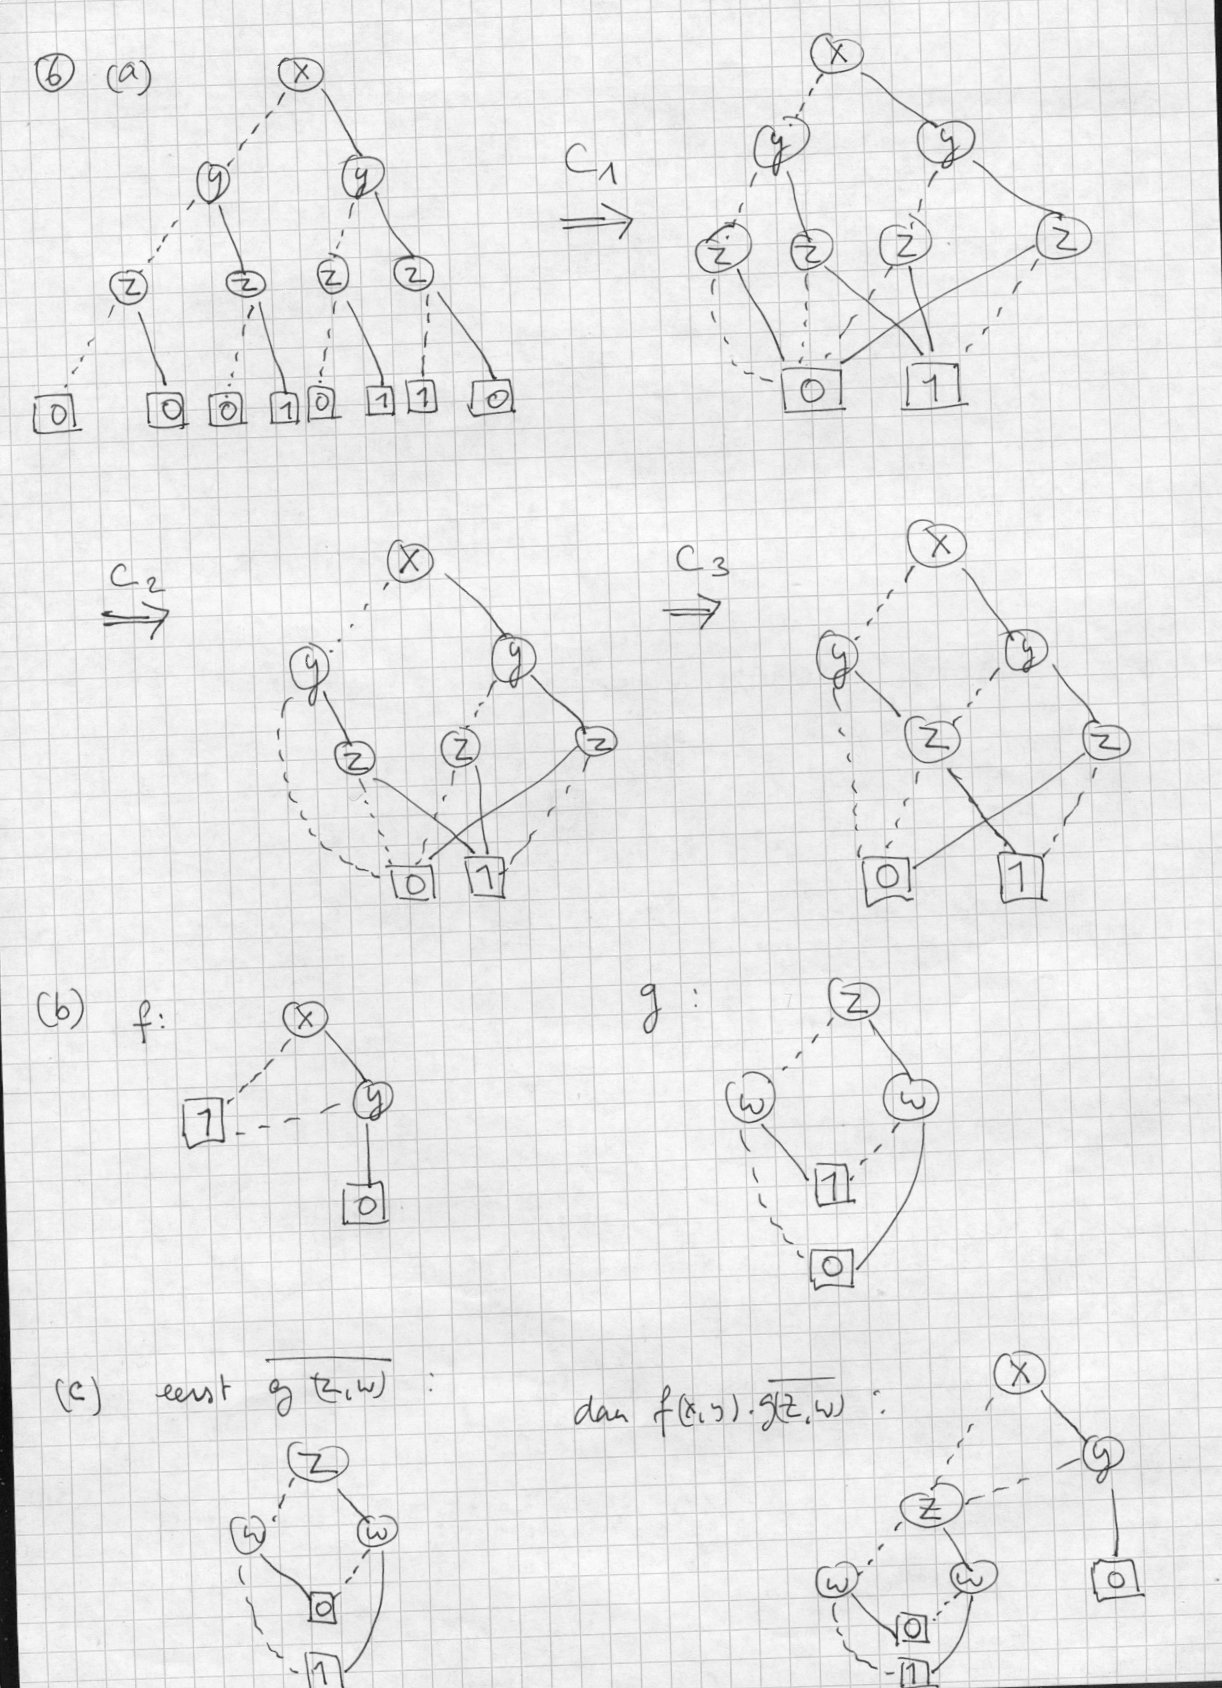 6 (a) x x
y y C1 y y
z z z z z z z z
0 0 0 1 0 1 1 0 0 1
C2 x C3 x
y y y y
z z z z z
0 1 0 1
(b) f: x g: z
1 y w w
0 1
0
(c) eerst g(z,w) : dan f(x,y).g(z,w) : x
z y
w w z
0 w w 0
1 0
1